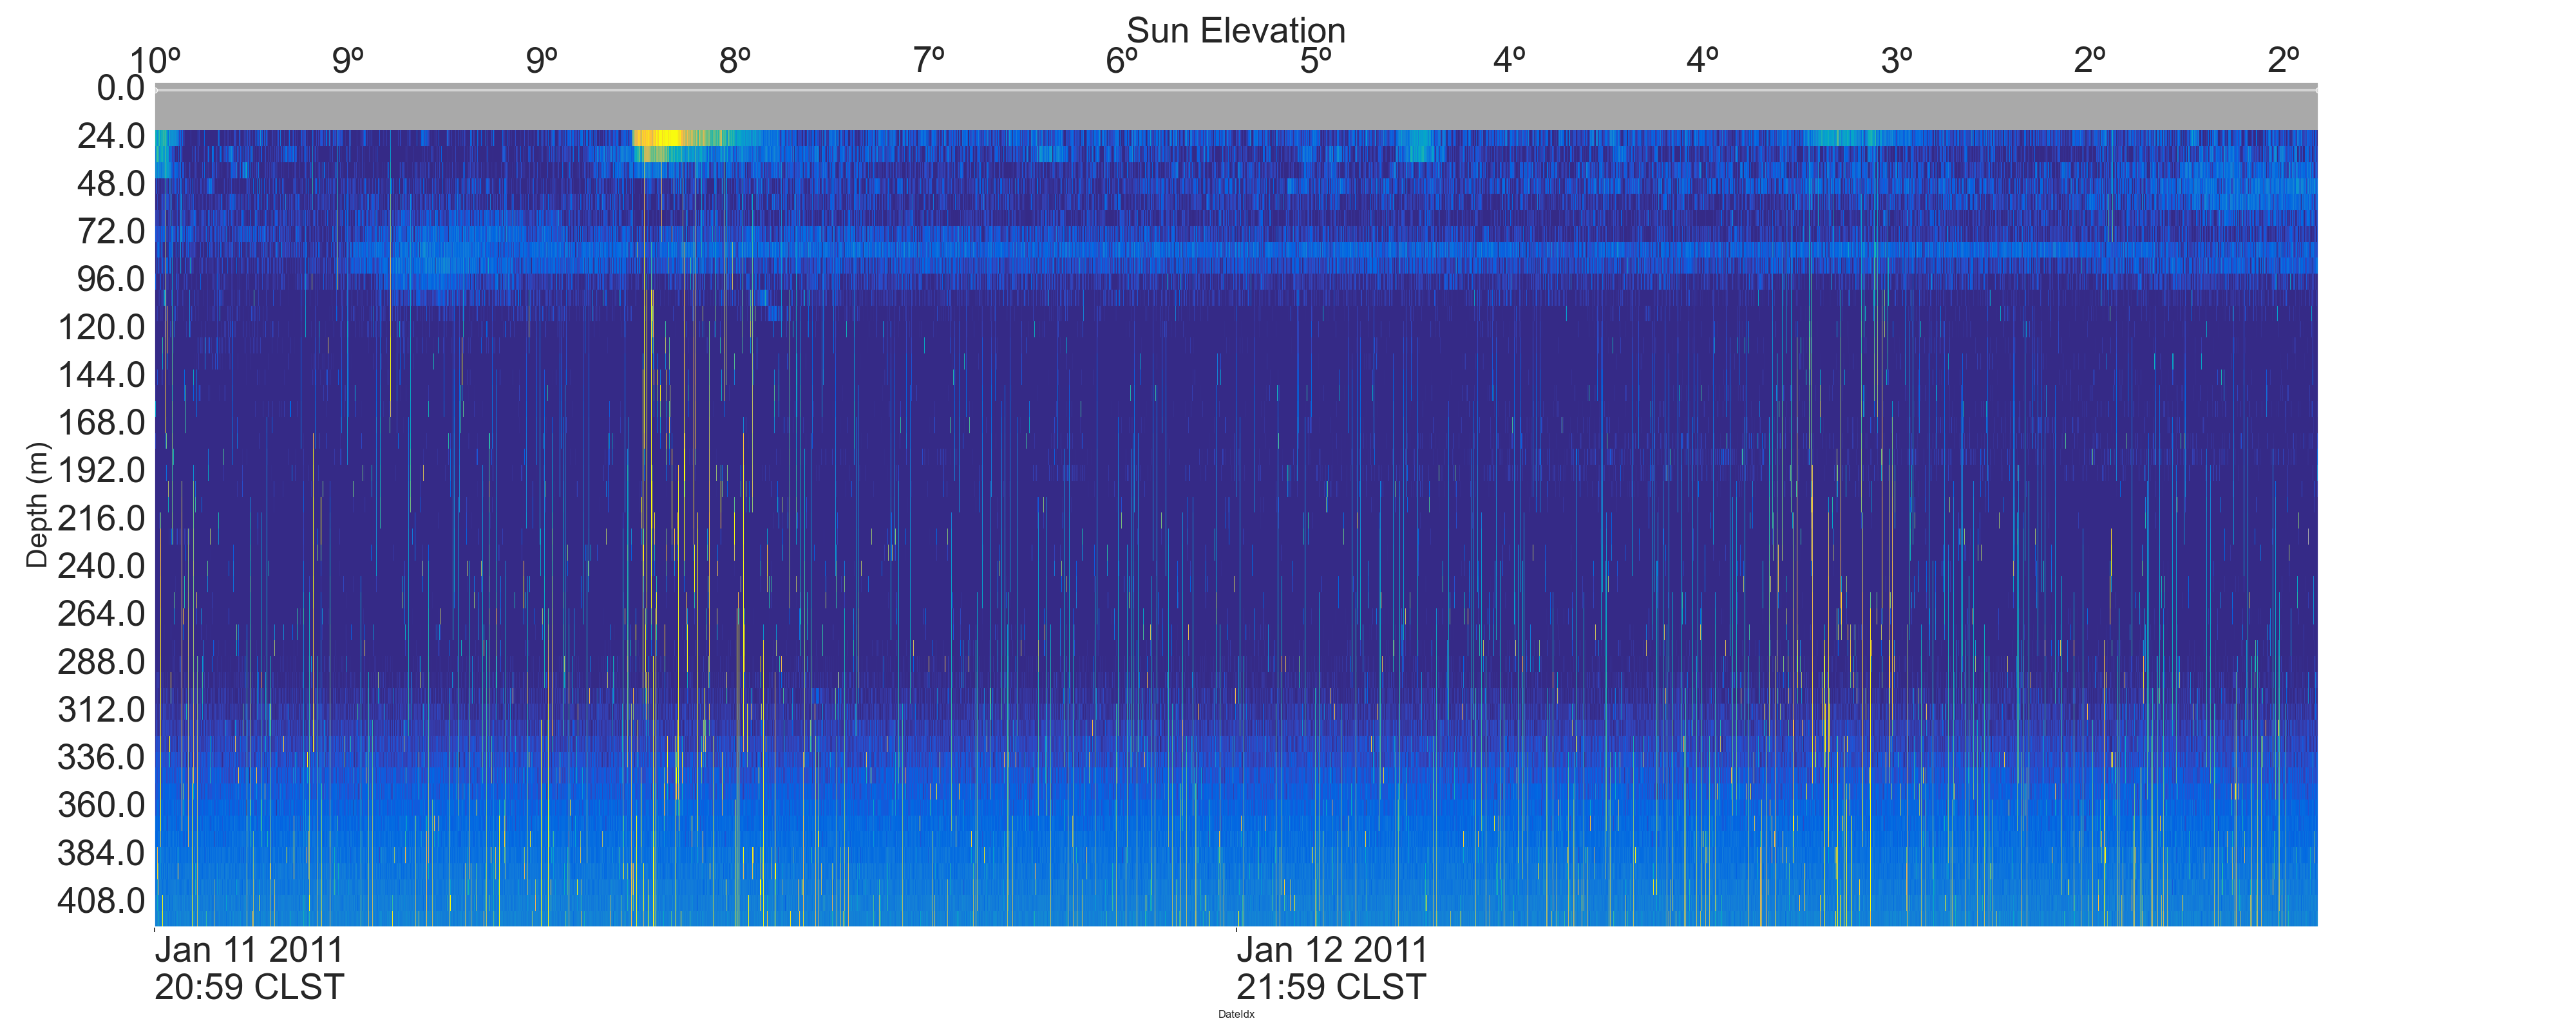 Sun Elevation
10º 9º 9º 8º 7º 6º 5º 4º 4º 3º 2º 2º
0.0
24.0
48.0
72.0
96.0
120.0
144.0
168.0
192.0
216.0
240.0
264.0
288.0
312.0
336.0
360.0
384.0
408.0
Depth (m)
Jan 11 2011
20:59 CLST
Jan 12 2011
21:59 CLST
DateIdx